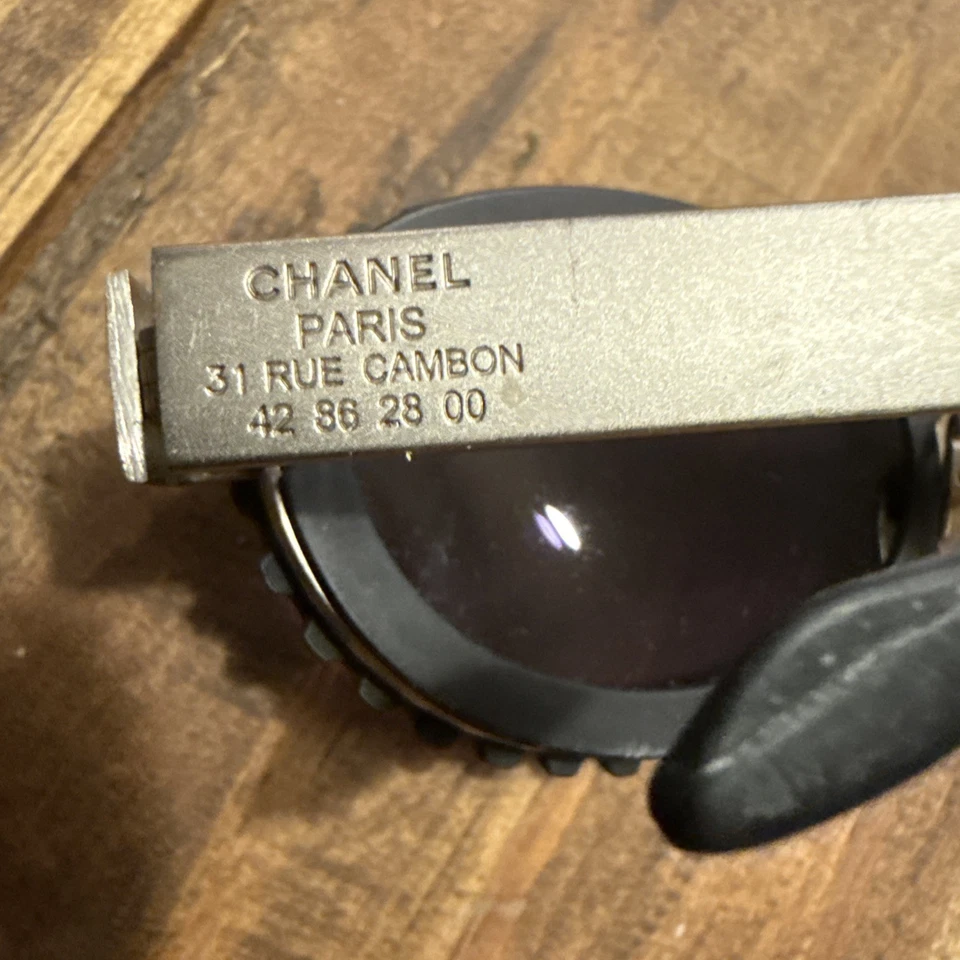 CHANEL
PARIS
31 RUE CAMBON
42 86 28 00